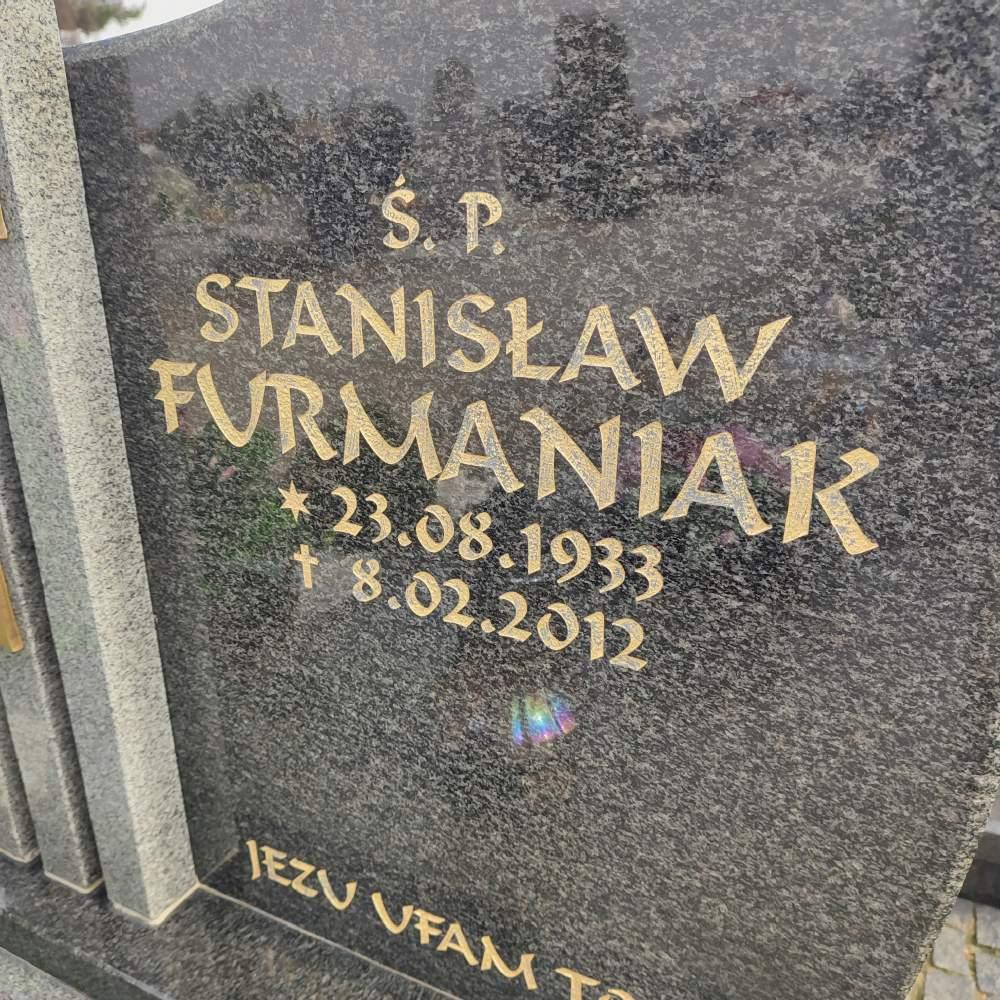 Ś. P.
STANISŁAW
FURMANIAK
* 23.08.1933
† 8.02.2012
JEZU UFAM